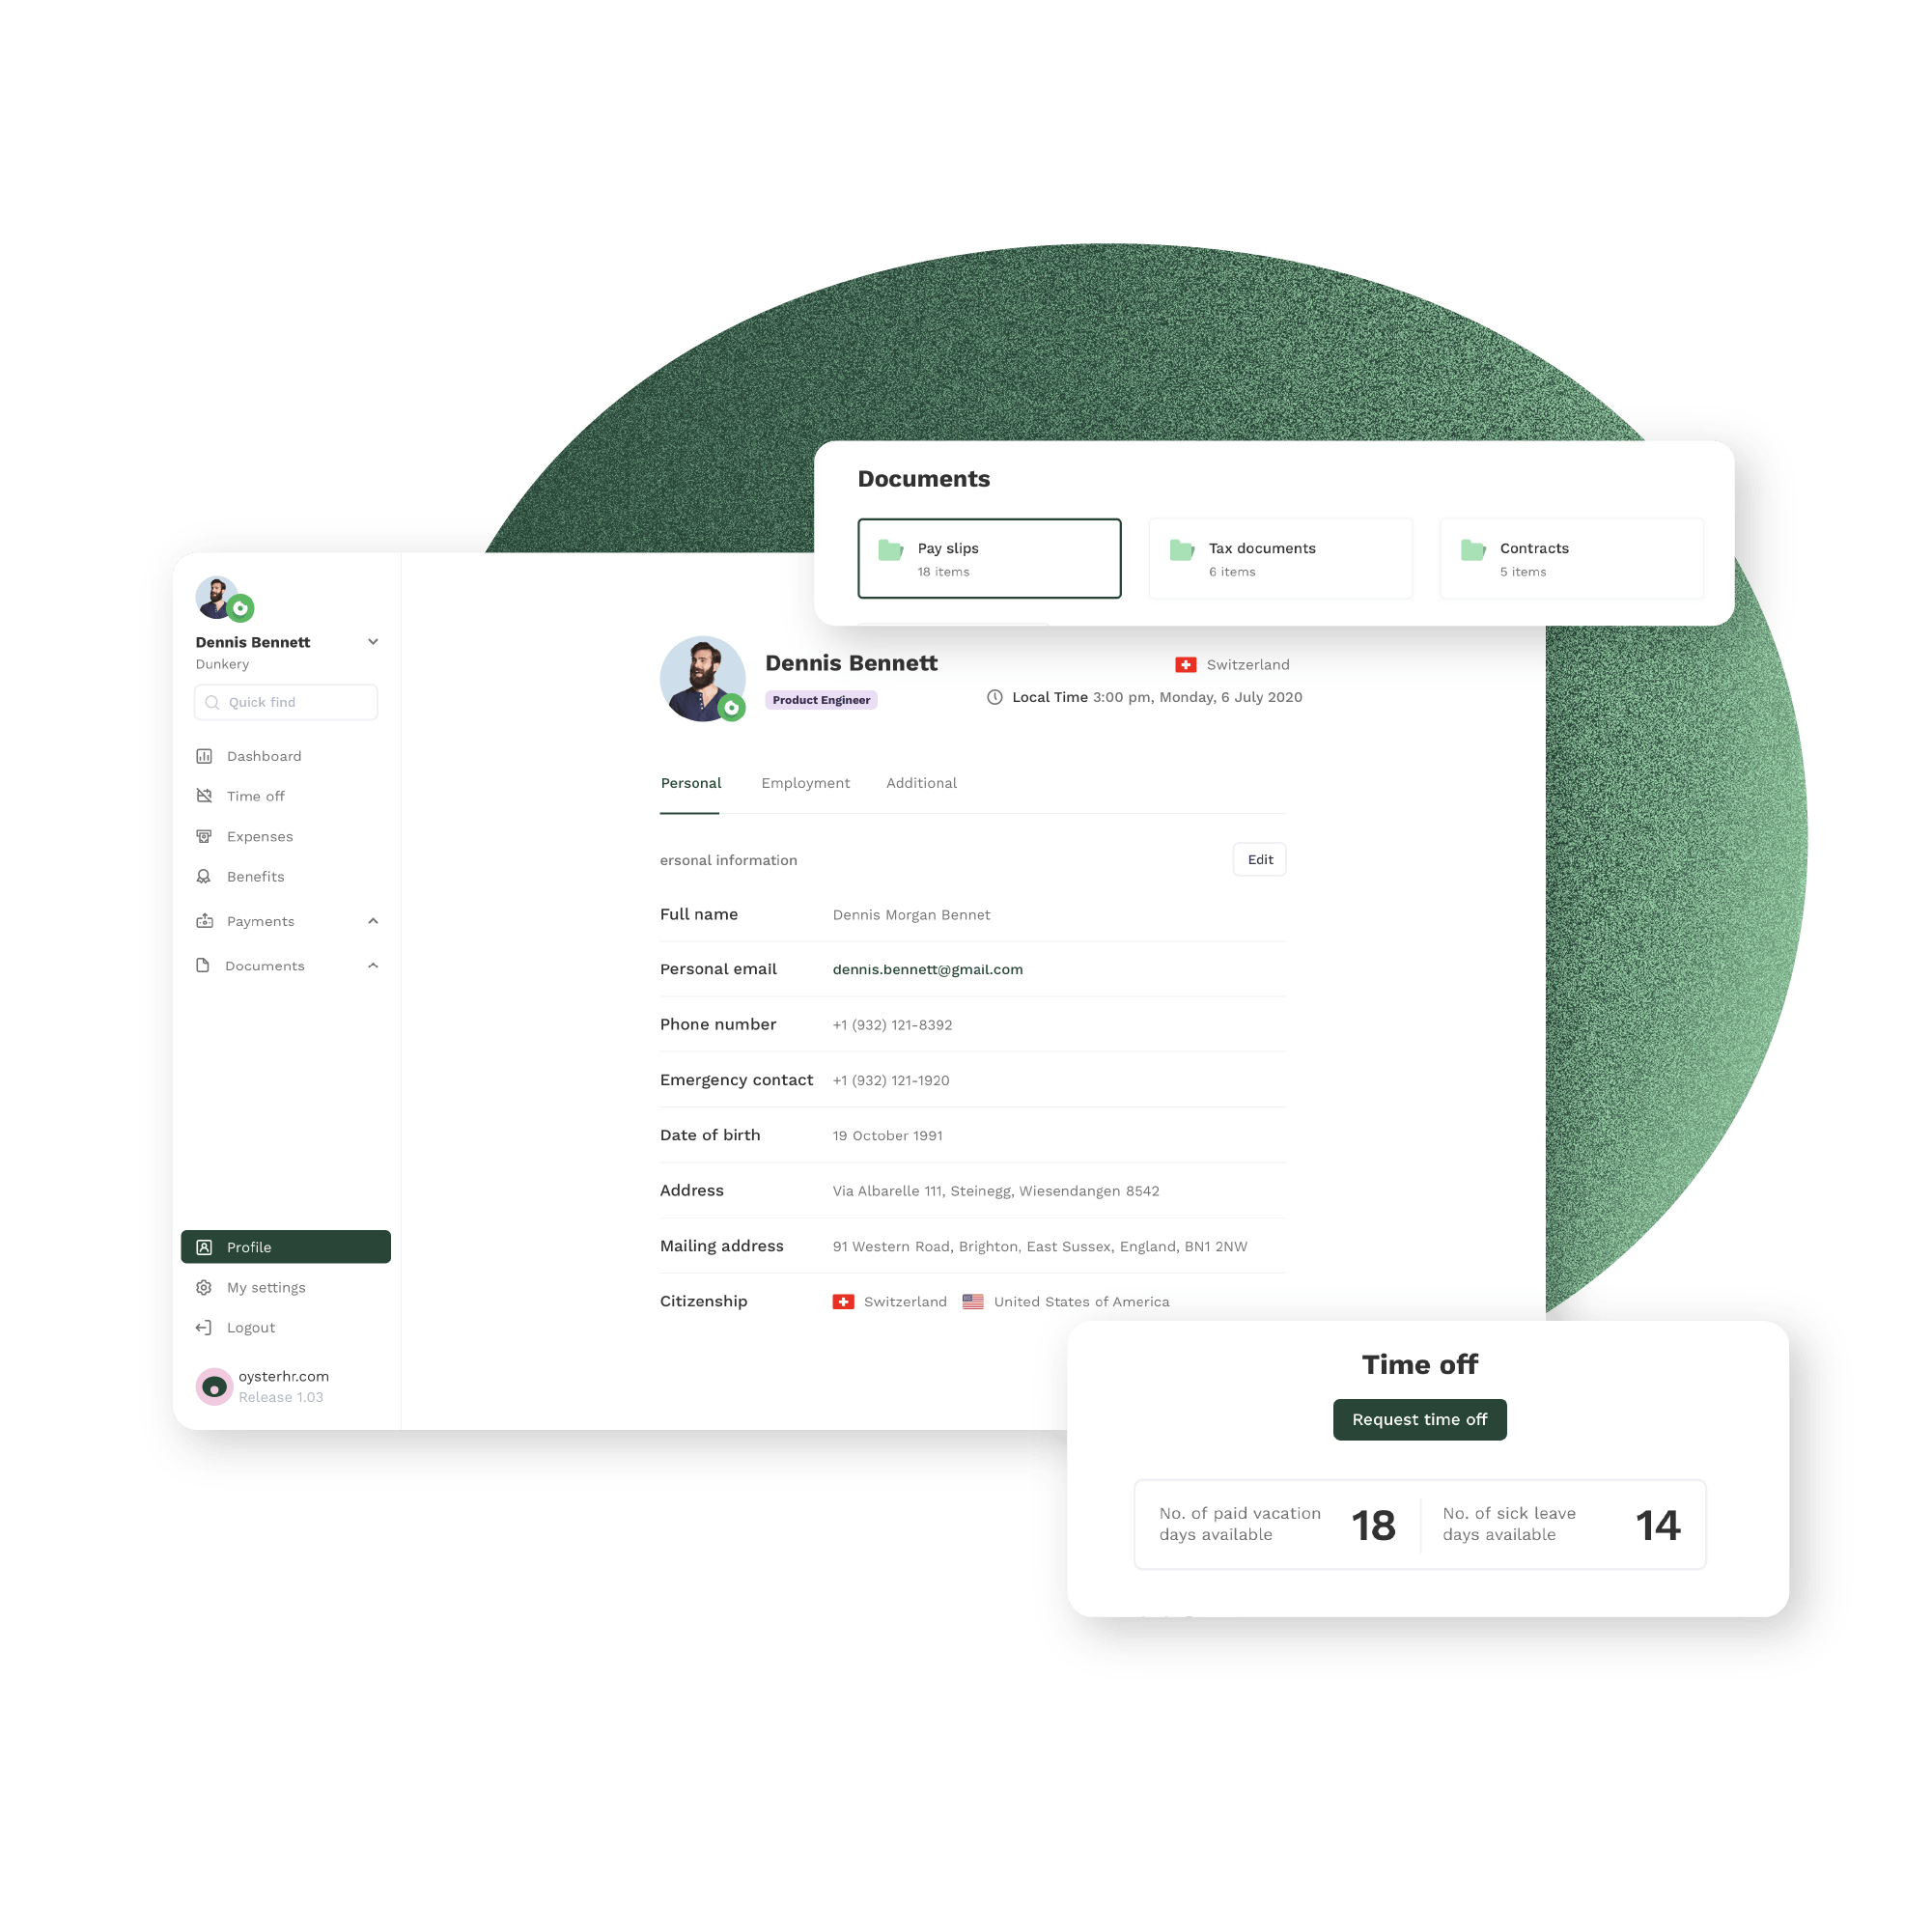 Documents
Pay slips
18 items
Tax documents
6 items
Contracts
5 items
Dennis Bennett
Dunkery
Quick find
Dashboard
Time off
Expenses
Benefits
Payments
Documents
Profile
My settings
Logout
oysterhr.com
Release 1.03
Dennis Bennett
Product Engineer
Switzerland
Local Time 3:00 pm, Monday, 6 July 2020
Personal Employment Additional
ersonal information
Edit
Full name Dennis Morgan Bennet
Personal email dennis.bennett@gmail.com
Phone number +1 (932) 121-8392
Emergency contact +1 (932) 121-1920
Date of birth 19 October 1991
Address Via Albarelle 111, Steinegg, Wiesendangen 8542
Mailing address 91 Western Road, Brighton, East Sussex, England, BN1 2NW
Citizenship Switzerland United States of America
Time off
Request time off
No. of paid vacation
days available
18
No. of sick leave
days available
14